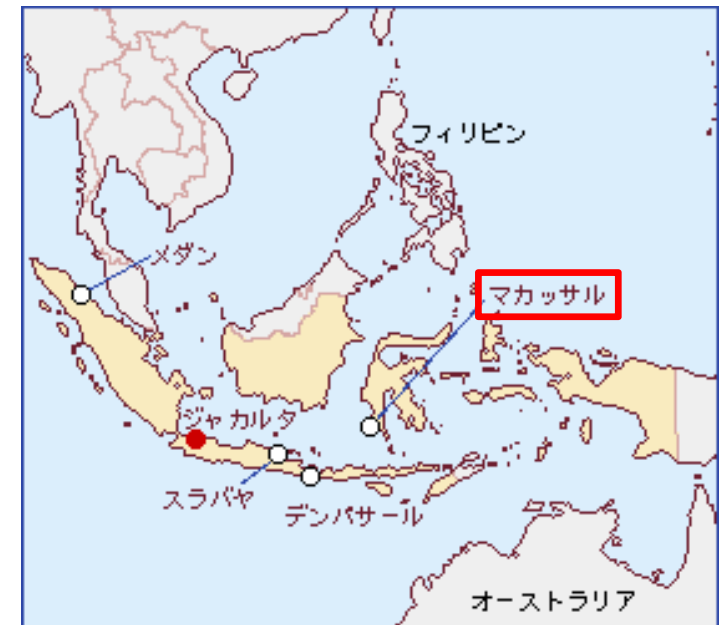 フィリピン
メダン
マカッサル
ジャカルタ
スラバヤ
デンパサール
オーストラリア